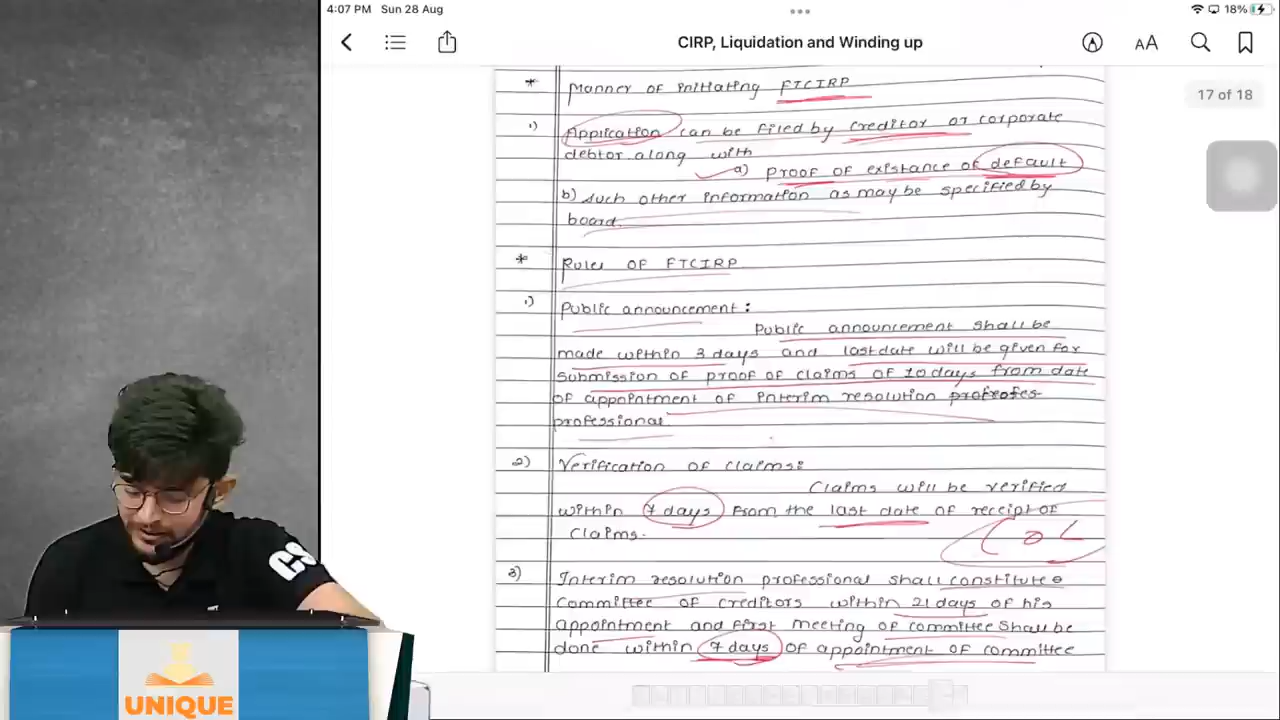 4:07 PM Sun 28 Aug
18%
CIRP, Liquidation and Winding up
AA
17 of 18
* Manner of initiating FTCIRP
1) Application can be filed by creditor or corporate
debtor along with
a) proof of existance of default
b) such other information as may be specified by
board.
* Rules of FTCIRP
1) Public announcement:
Public announcement shall be
made within 3 days and last date will be given for
submission of proof of claims of 10 days from date
of appointment of interim resolution
professional.
2) Verification of claims:
Claims will be verified
within 7 days from the last date of receipt of
claims.
3) Interim resolution professional shall constitute
committee of creditors within 21 days of his
appointment and first meeting of committee shall be
done within 7 days of appointment of committee
CS
UNIQUE